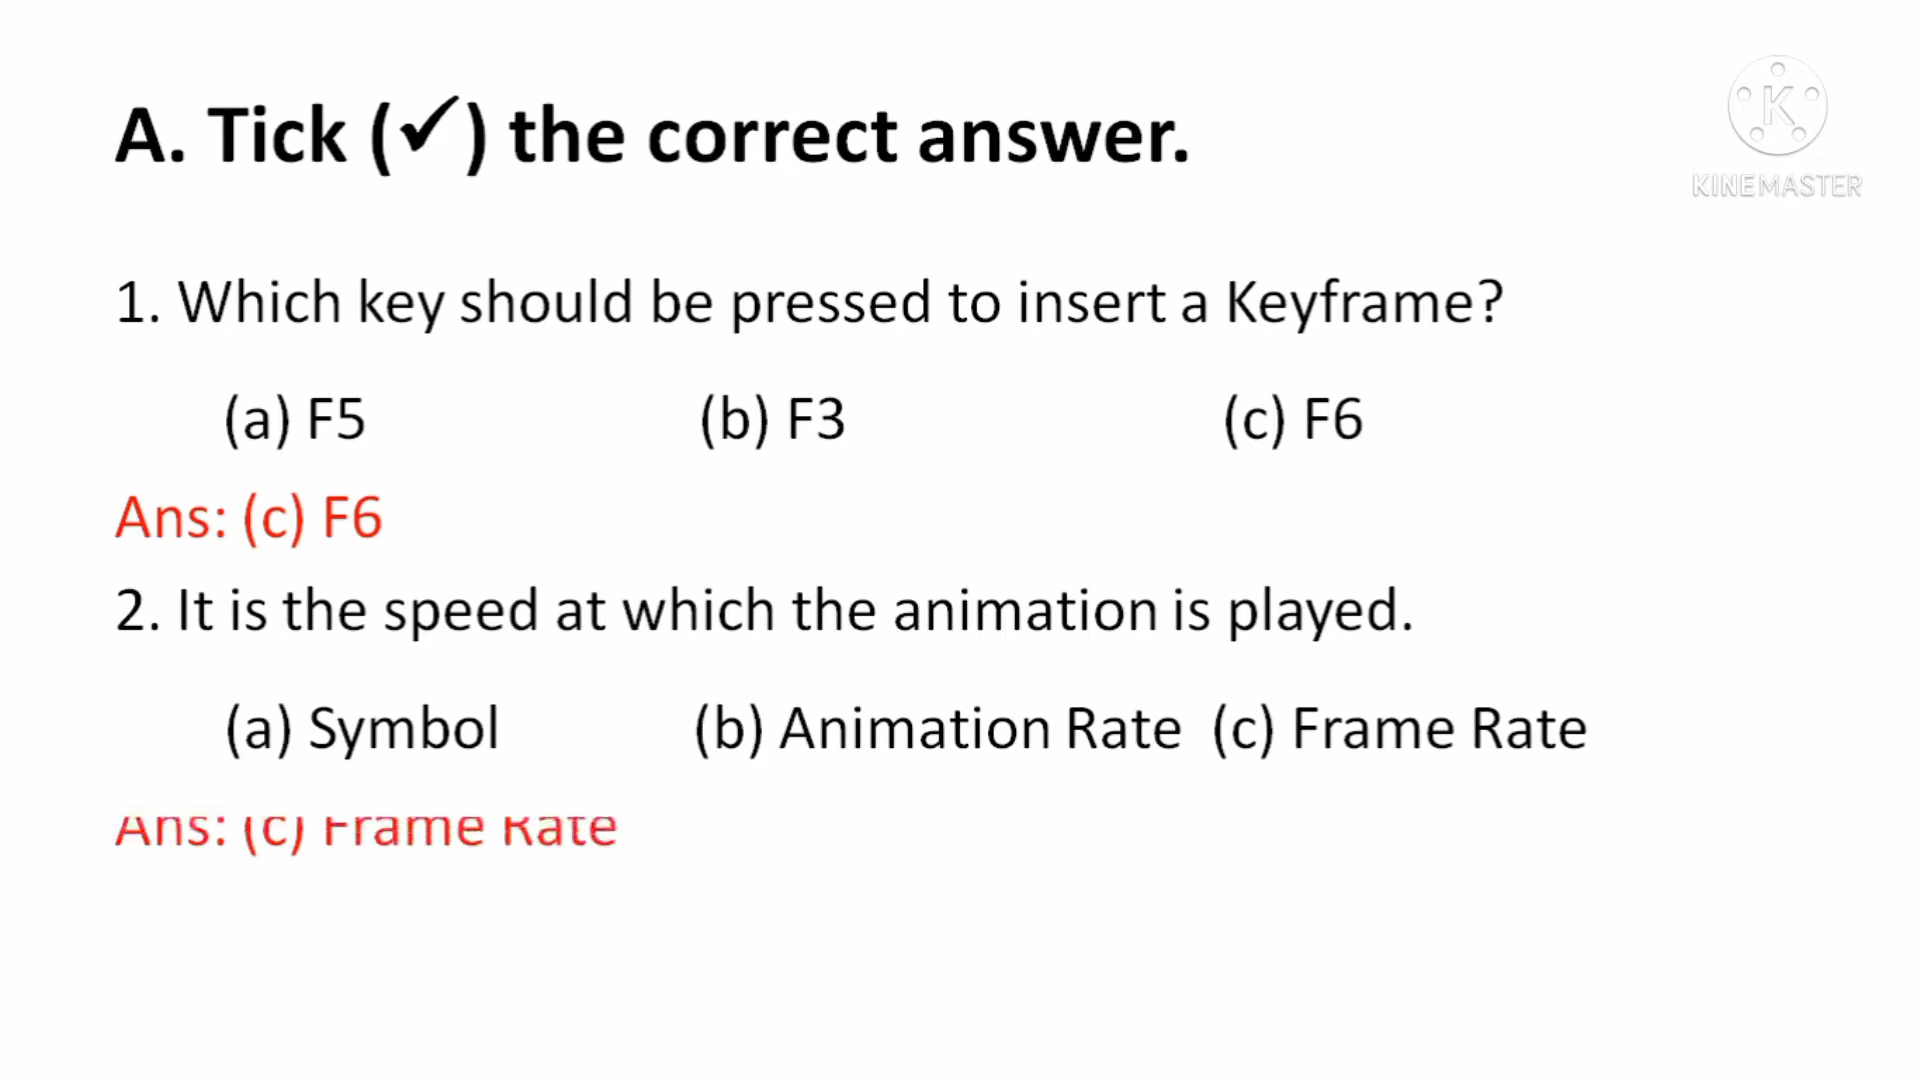 A. Tick (✓) the correct answer.
K
KINEMASTER
1. Which key should be pressed to insert a Keyframe?
(a) F5 (b) F3 (c) F6
Ans: (c) F6
2. It is the speed at which the animation is played.
(a) Symbol (b) Animation Rate (c) Frame Rate
Ans: (c) Frame Rate